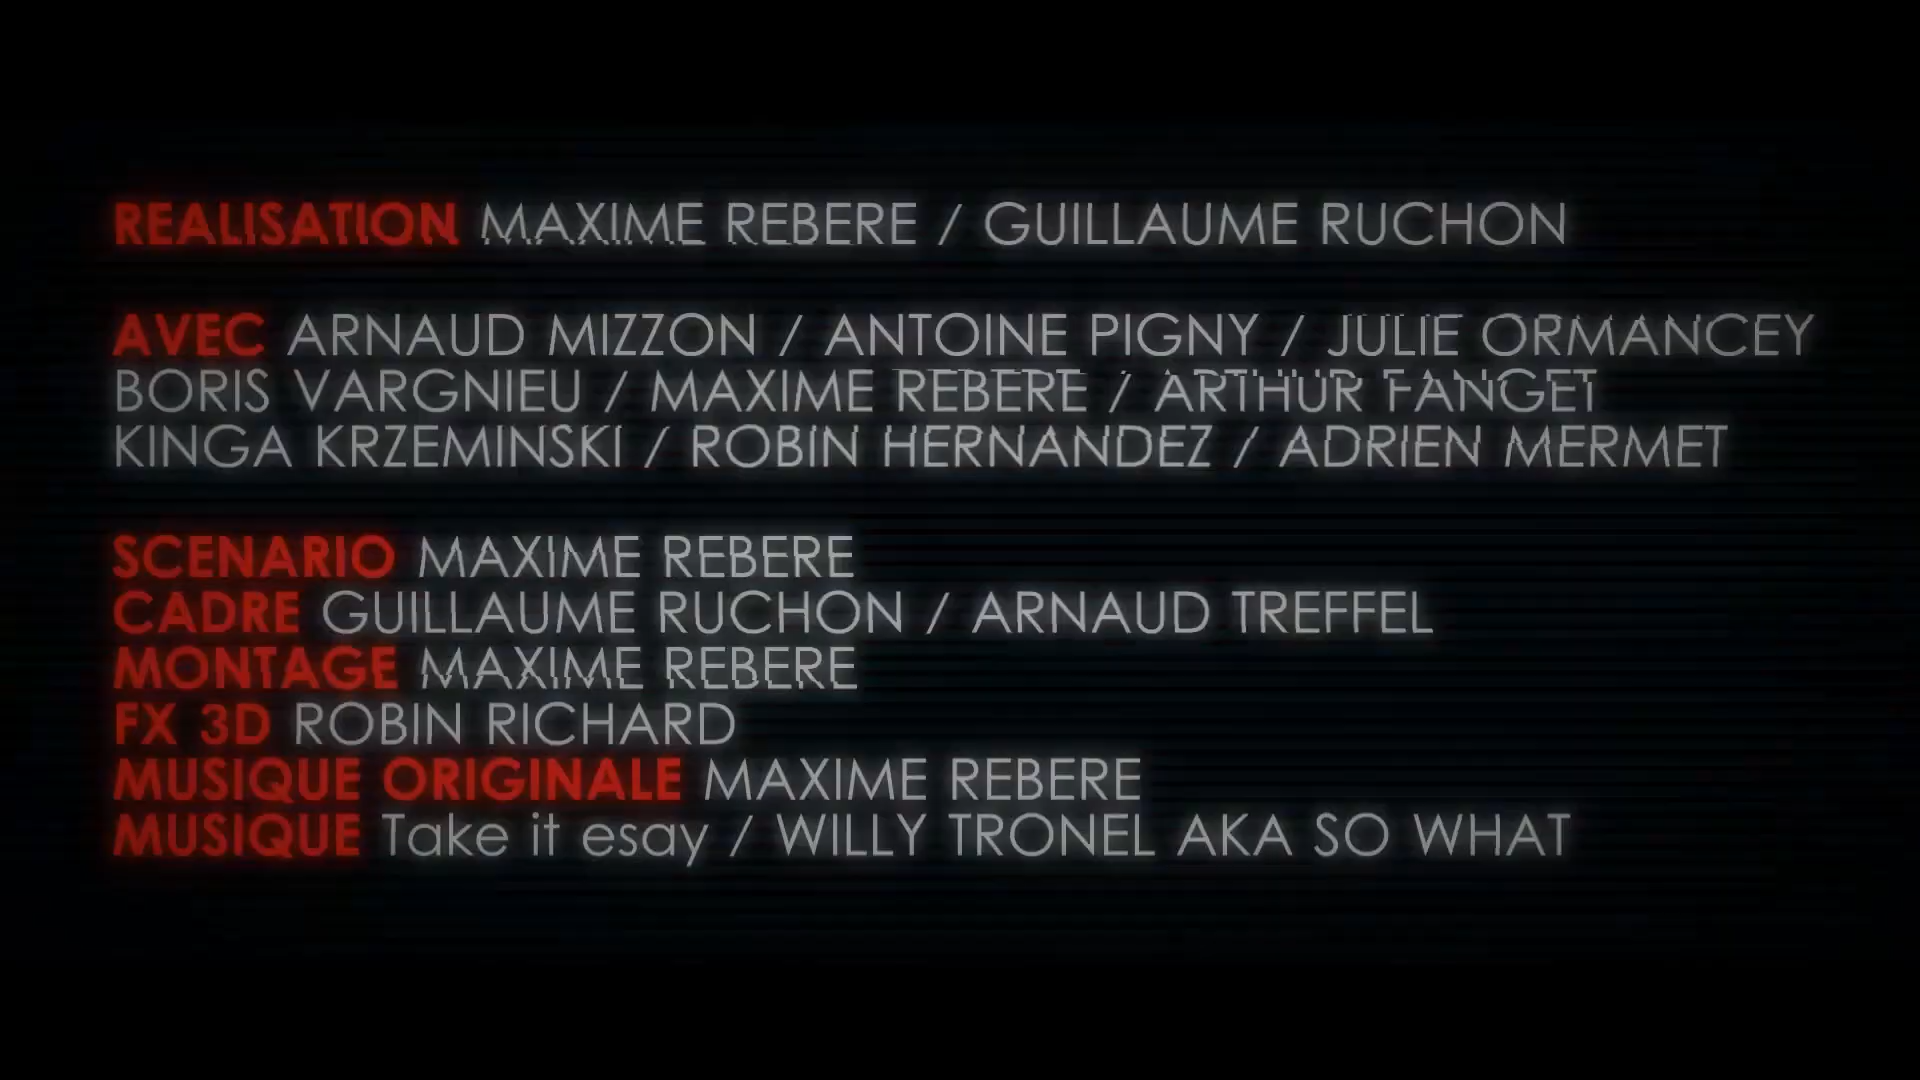 REALISATION MAXIME REBERE / GUILLAUME RUCHON
AVEC ARNAUD MIZZON / ANTOINE PIGNY / JULIE ORMANCEY
BORIS VARGNIEU / MAXIME REBERE / ARTHUR FANGET
KINGA KRZEMINSKI / ROBIN HERNANDEZ / ADRIEN MERMET
SCENARIO MAXIME REBERE
CADRE GUILLAUME RUCHON / ARNAUD TREFFEL
MONTAGE MAXIME REBERE
FX 3D ROBIN RICHARD
MUSIQUE ORIGINALE MAXIME REBERE
MUSIQUE Take it esay / WILLY TRONEL AKA SO WHAT